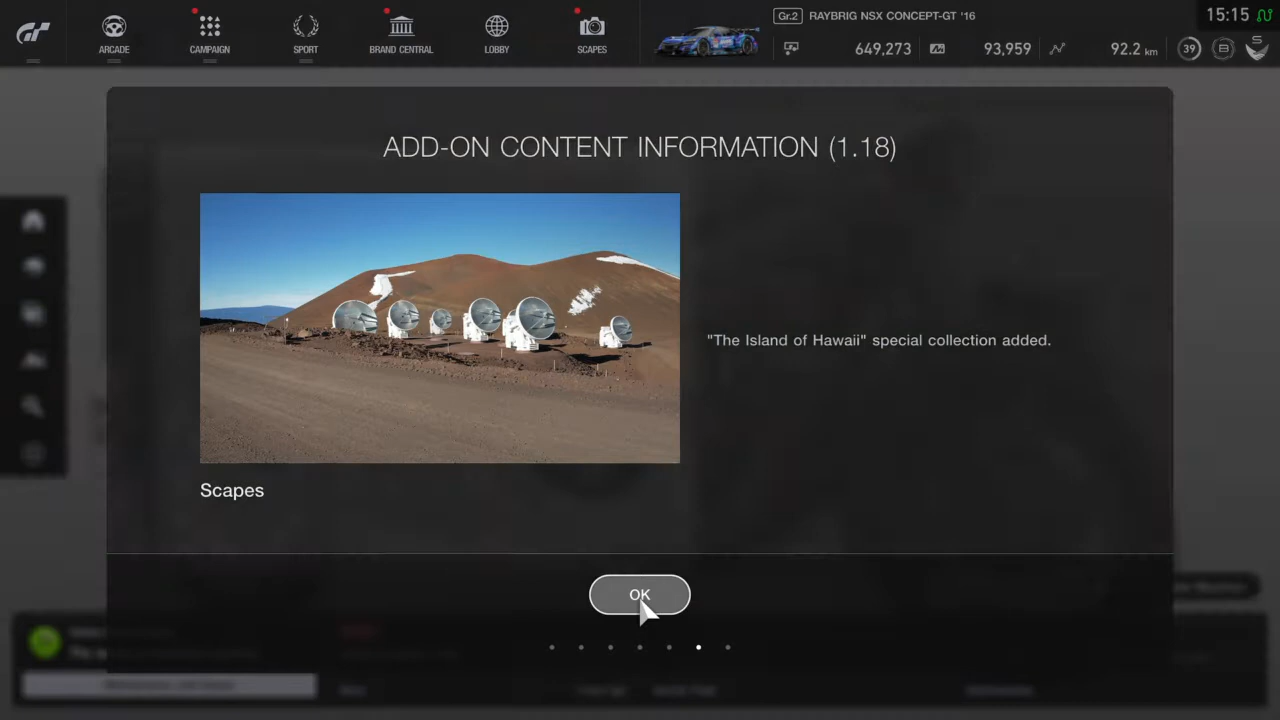 ARCADE
CAMPAIGN
SPORT
BRAND CENTRAL
LOBBY
SCAPES
Gr.2 RAYBRIG NSX CONCEPT-GT '16
649,273
93,959
92.2 km
39
B
S
15:15
ADD-ON CONTENT INFORMATION (1.18)
"The Island of Hawaii" special collection added.
Scapes
OK